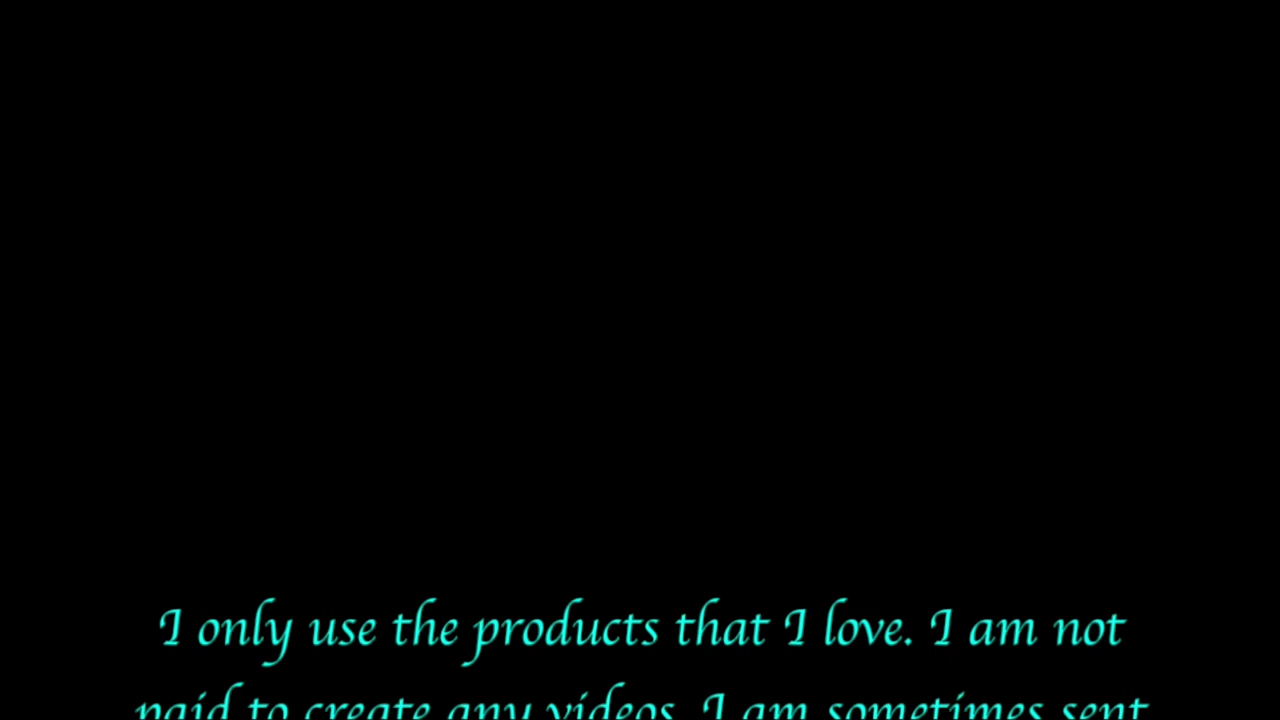 I only use the products that I love. I am not
paid to create any videos. I am sometimes sent